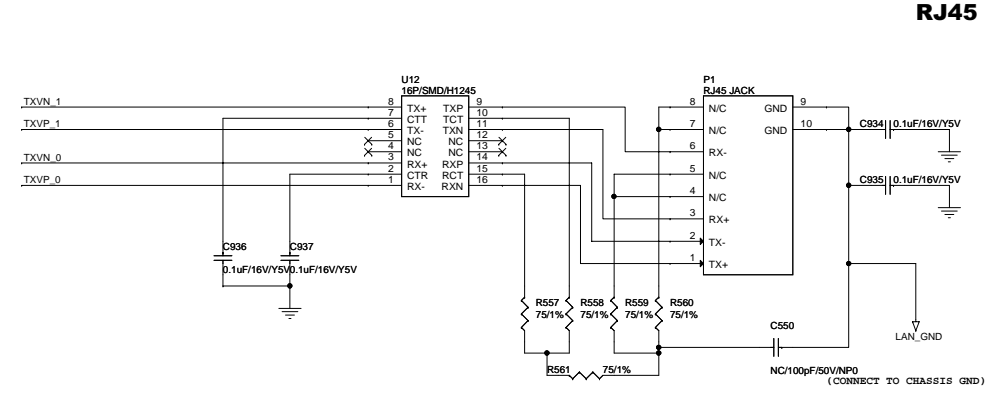 RJ45
U12
16P/SMD/H1245
P1
RJ45 JACK
TXVN_1
TXVP_1
TXVN_0
TXVP_0
8 TX+ TXP 9
7 CTT TCT 10
6 TX- TXN 11
5 NC NC 12
4 NC NC 13
3 RX+ RXP 14
2 CTR RCT 15
1 RX- RXN 16
8 N/C GND 9
7 N/C GND 10
6 RX-
5 N/C
4 N/C
3 RX+
2 TX-
1 TX+
C934 0.1uF/16V/Y5V
C935 0.1uF/16V/Y5V
C936
0.1uF/16V/Y5V
C937
0.1uF/16V/Y5V
R557
75/1%
R558
75/1%
R559
75/1%
R560
75/1%
R561 75/1%
C550
NC/100pF/50V/NP0
LAN_GND
(CONNECT TO CHASSIS GND)